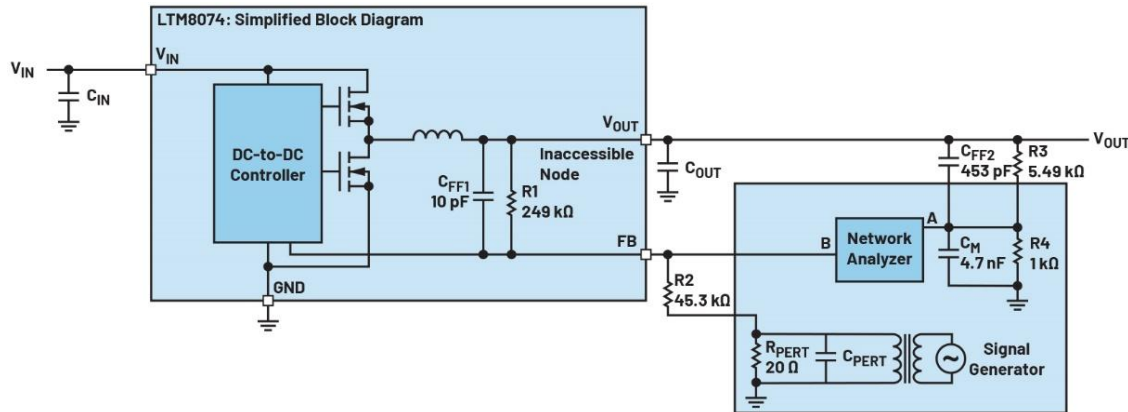 LTM8074: Simplified Block Diagram
V_IN
V_IN
C_IN
DC-to-DC
Controller
C_FF1
10 pF
R1
249 kΩ
V_OUT
Inaccessible
Node
FB
GND
C_OUT
C_FF2
453 pF
R3
5.49 kΩ
V_OUT
B
Network
Analyzer
A
C_M
4.7 nF
R4
1 kΩ
R2
45.3 kΩ
R_PERT
20 Ω
C_PERT
~
Signal
Generator